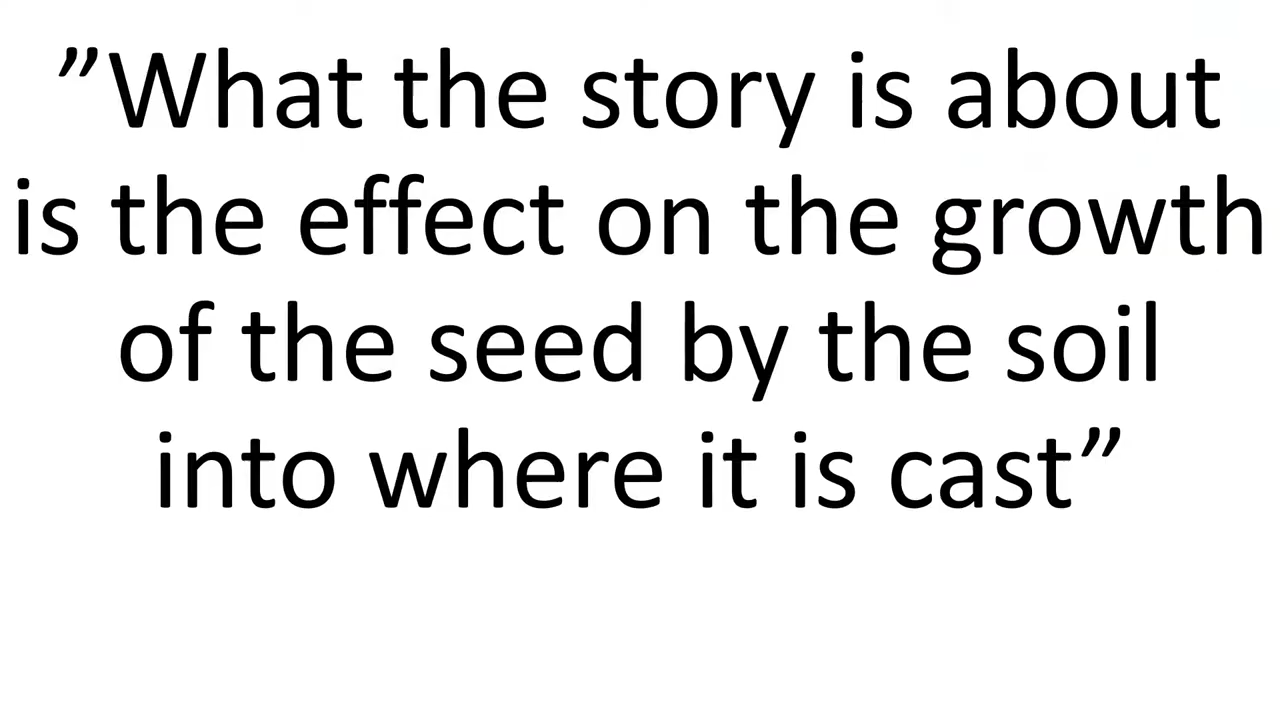 ”What the story is about
is the effect on the growth
of the seed by the soil
into where it is cast”